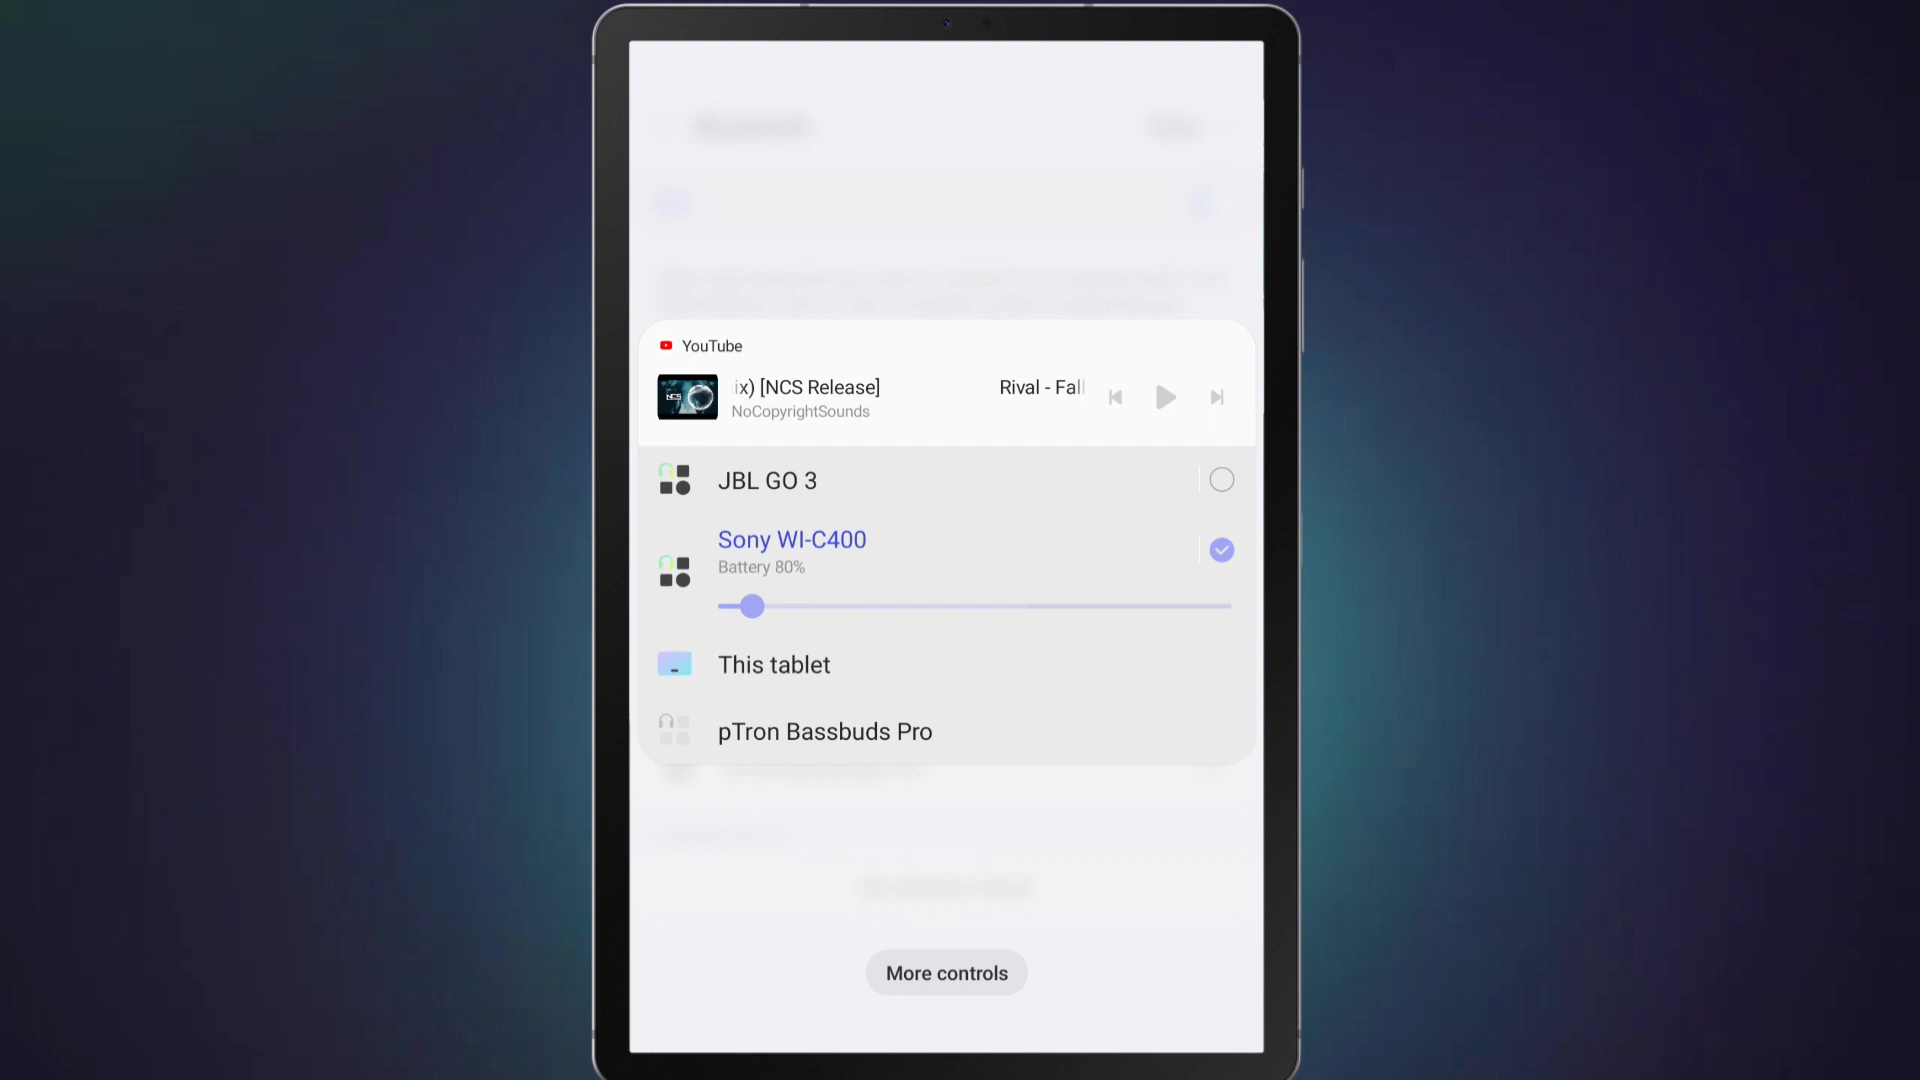 YouTube
ix) [NCS Release] Rival - Fall
NCS
NoCopyrightSounds
JBL GO 3
Sony WI-C400
Battery 80%
This tablet
pTron Bassbuds Pro
More controls